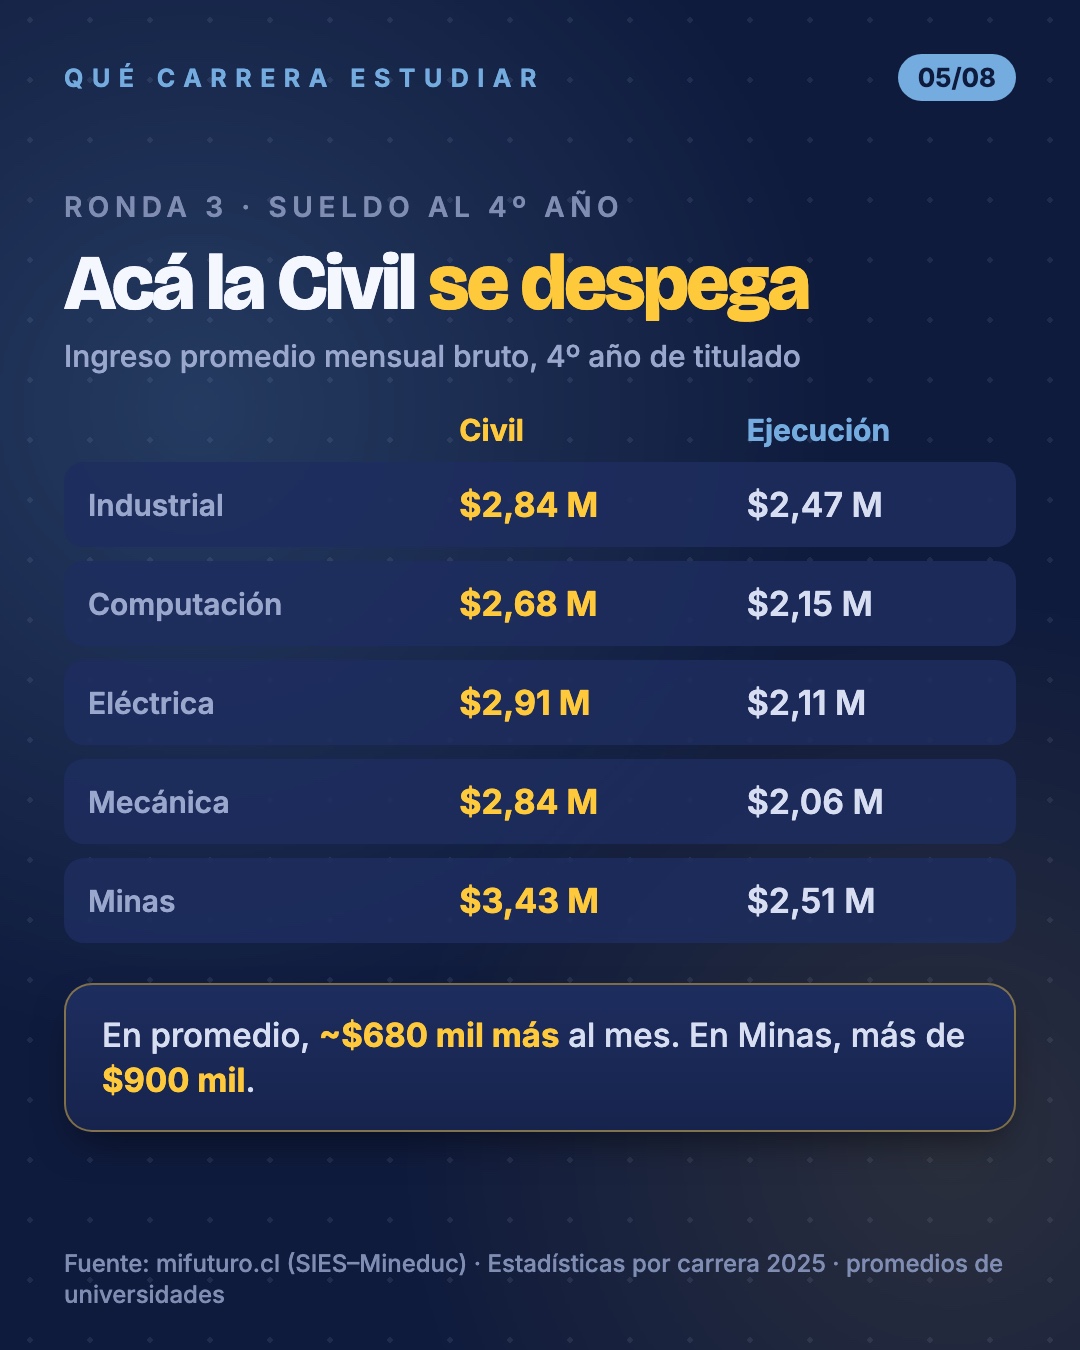 QUÉ CARRERA ESTUDIAR 05/08
RONDA 3 · SUELDO AL 4º AÑO
Acá la Civil se despega
Ingreso promedio mensual bruto, 4º año de titulado
Civil Ejecución
Industrial $2,84 M $2,47 M
Computación $2,68 M $2,15 M
Eléctrica $2,91 M $2,11 M
Mecánica $2,84 M $2,06 M
Minas $3,43 M $2,51 M
En promedio, ~$680 mil más al mes. En Minas, más de
$900 mil.
Fuente: mifuturo.cl (SIES–Mineduc) · Estadísticas por carrera 2025 · promedios de
universidades